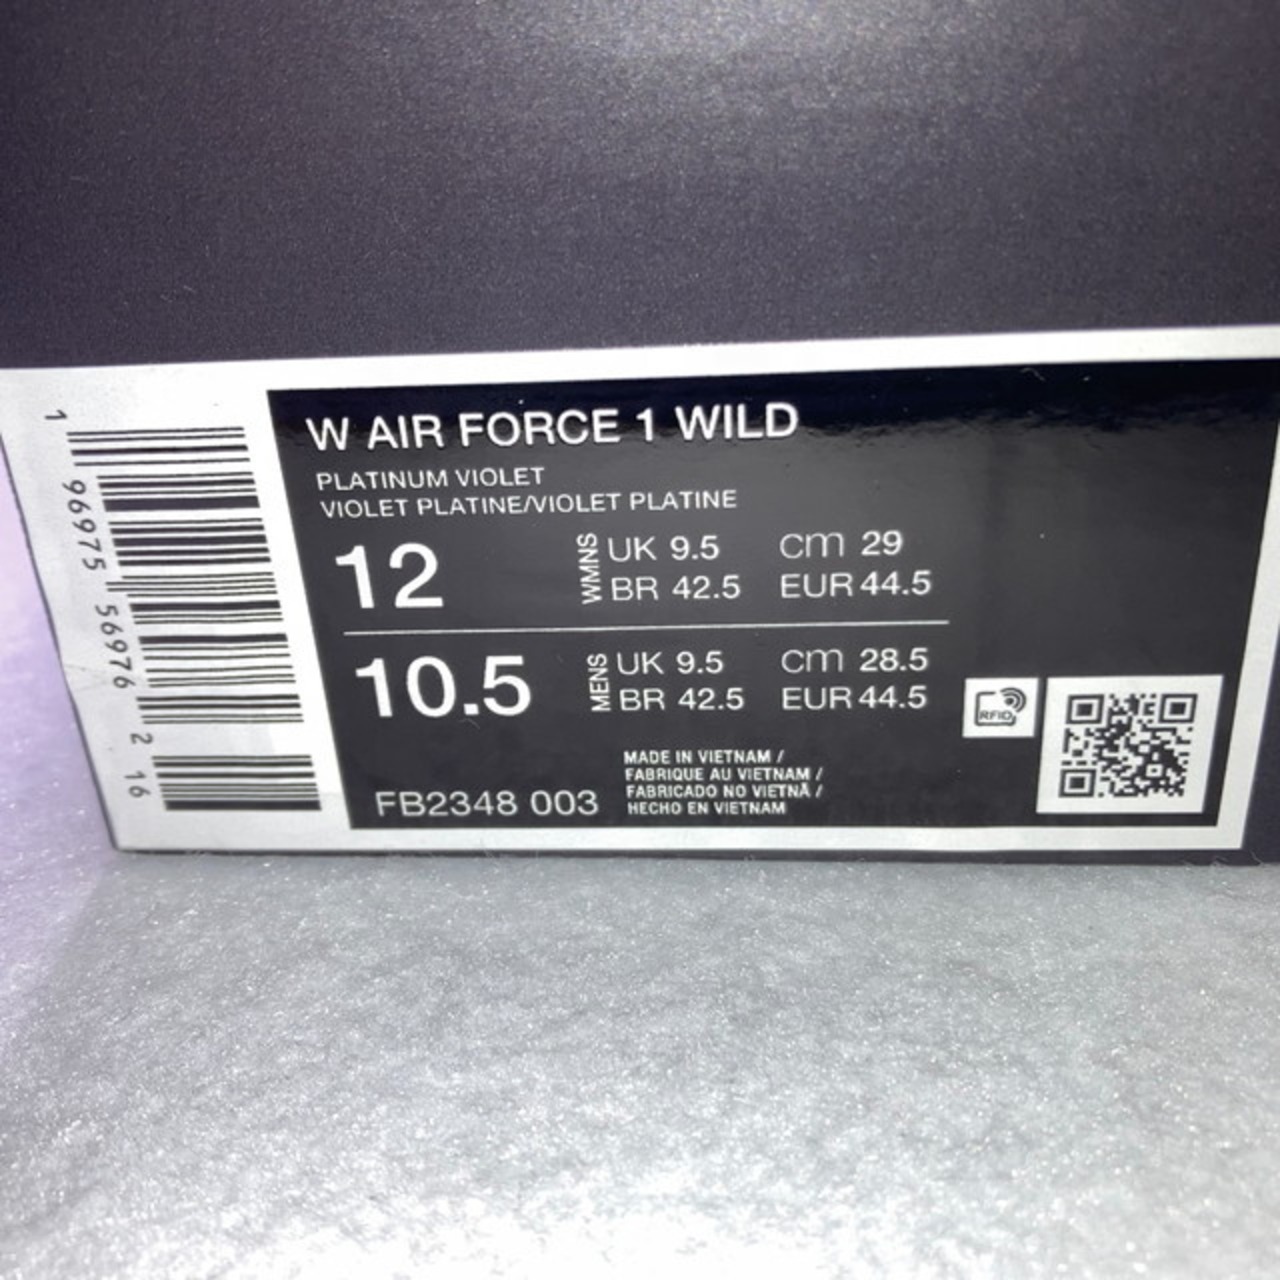 W AIR FORCE 1 WILD
PLATINUM VIOLET
VIOLET PLATINE/VIOLET PLATINE
12 WMNS UK 9.5 cm 29
BR 42.5 EUR 44.5
10.5 MENS UK 9.5 cm 28.5
BR 42.5 EUR 44.5
RFID
MADE IN VIETNAM /
FABRIQUE AU VIETNAM /
FABRICADO NO VIETNÃ /
HECHO EN VIETNAM
FB2348 003
1 96975 56976 2 16